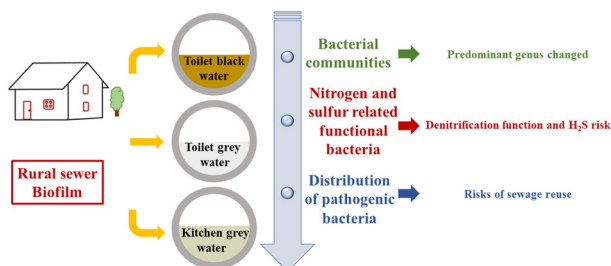 Rural sewer
Biofilm
Toilet black
water
Toilet grey
water
Kitchen grey
water
Bacterial
communities
Predominant genus changed
Nitrogen and
sulfur related
functional
bacteria
Denitrification function and H₂S risk
Distribution
of pathogenic
bacteria
Risks of sewage reuse